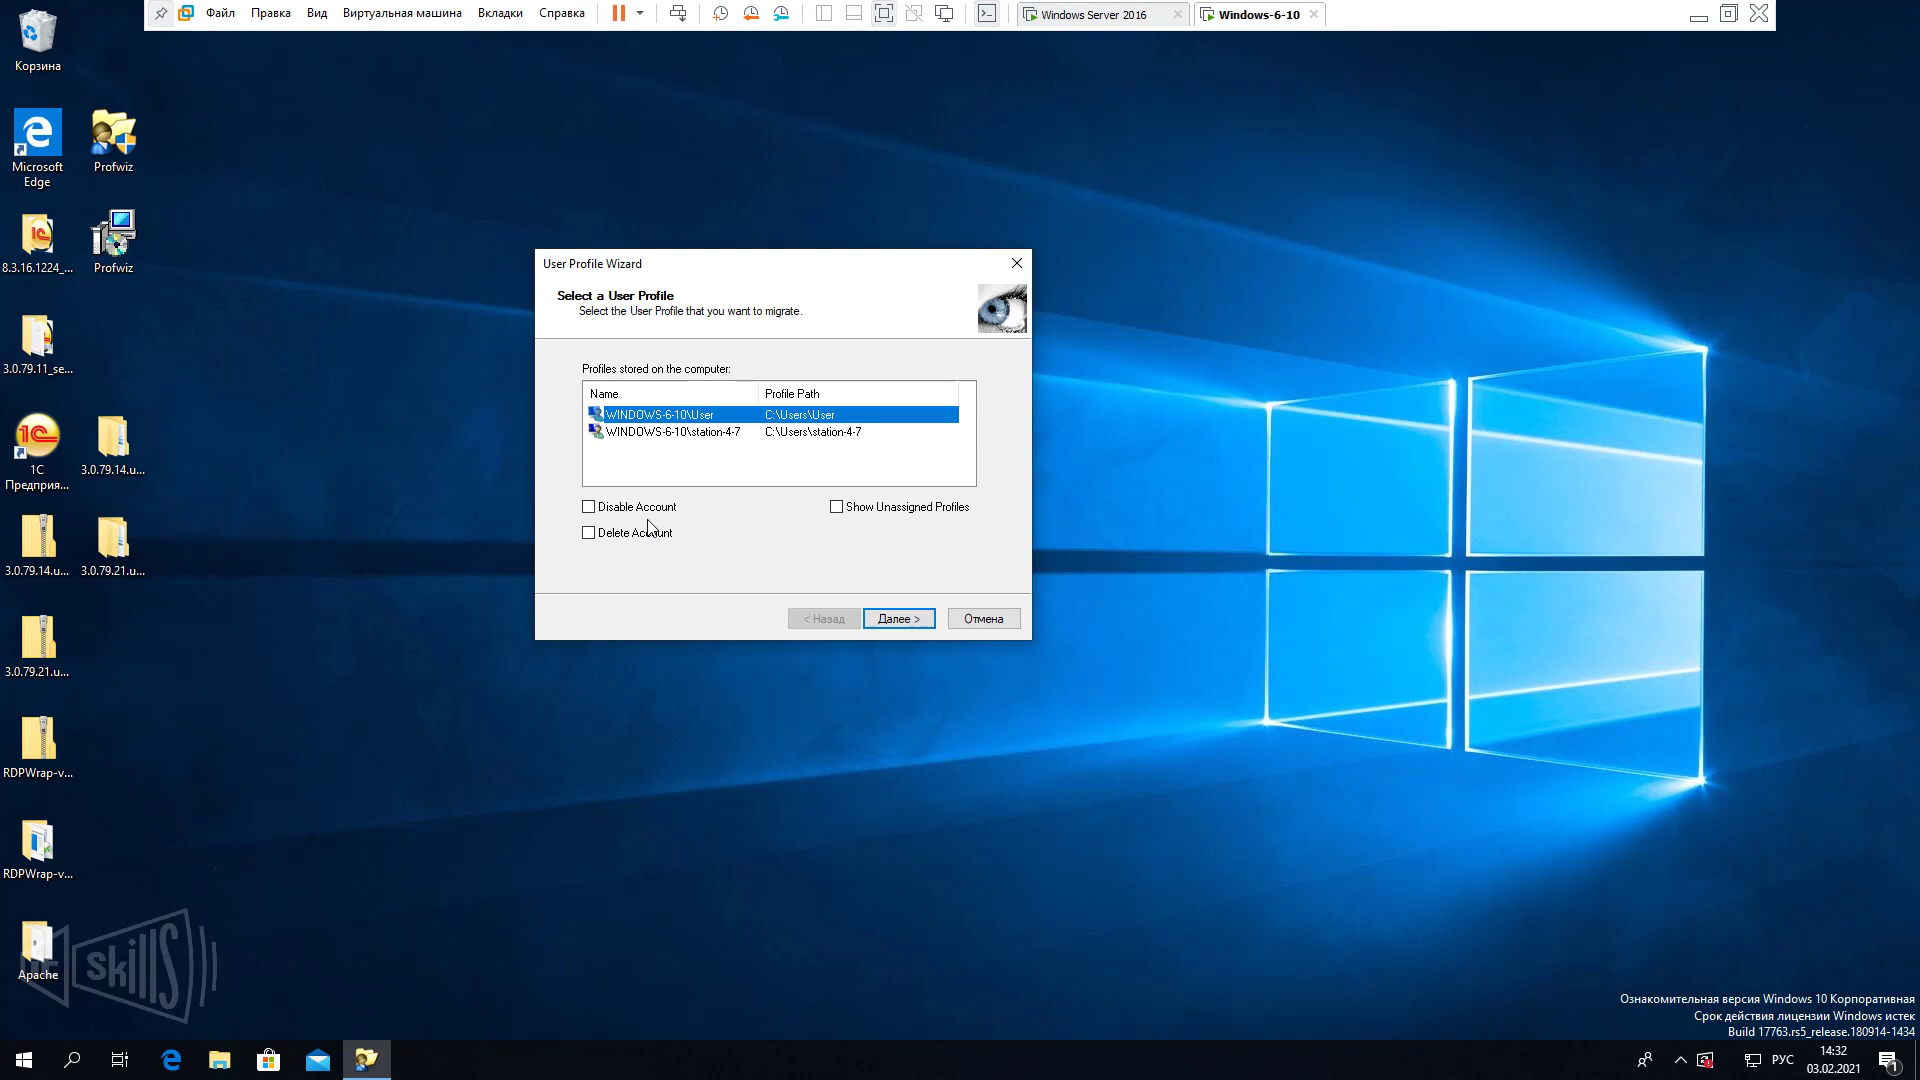 Файл Правка Вид Виртуальная машина Вкладки Справка
Windows Server 2016
Windows-6-10
Корзина
Microsoft
Edge
Profwiz
8.3.16.1224_...
Profwiz
3.0.79.11_se...
1C
Предприя...
3.0.79.14.u...
3.0.79.14.u...
3.0.79.21.u...
3.0.79.21.u...
RDPWrap-v...
RDPWrap-v...
Apache
skills
User Profile Wizard
Select a User Profile
Select the User Profile that you want to migrate.
Profiles stored on the computer:
Name Profile Path
WINDOWS-6-10\User C:\Users\User
WINDOWS-6-10\station-4-7 C:\Users\station-4-7
Disable Account Show Unassigned Profiles
Delete Account
< Назад Далее > Отмена
Ознакомительная версия Windows 10 Корпоративная
Срок действия лицензии Windows истек
Build 17763.rs5_release.180914-1434
РУС
14:32
03.02.2021
1